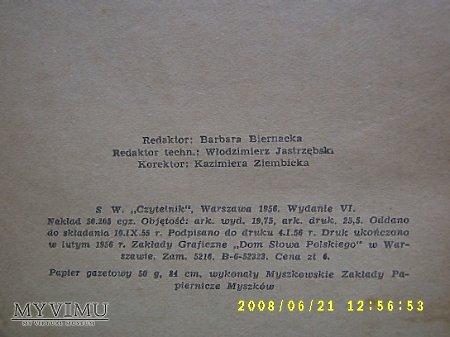 Redaktor: Barbara Biernacka
Redaktor techn.: Włodzimierz Jastrzębski
Korektor: Kazimiera Ziembicka
S W. „Czytelnik", Warszawa 1956. Wydanie VI.
Nakład 50.205 egz. Objętość: ark. wyd. 19,75, ark. druk. 25,5. Oddano
do składania 10.IX.55 r. Podpisano do druku 4.I.56 r. Druk ukończono
w lutym 1956 r. Zakłady Graficzne „Dom Słowa Polskiego" w War-
szawie. Zam. 5216. B-6-52323. Cena zł 6.
Papier gazetowy 50 g, 84 cm, wykonały Myszkowskie Zakłady Pa-
piernicze Myszków
MYVIMU
MY VIRTUAL MUSEUM
2008/06/21 12:56:53